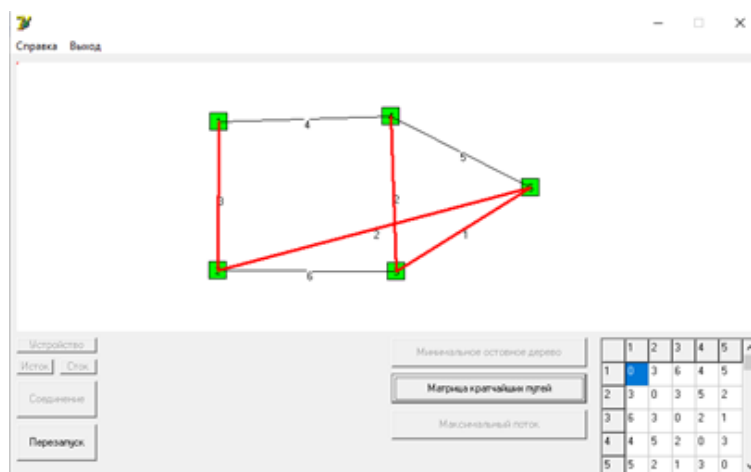 Справка Выход
4
5
3
2
2
1
6
Устройство
Исток Сток
Соединение
Перезапуск
Минимальное остовное дерево
Матрица кратчайших путей
Максимальный поток
1 2 3 4 5
1 0 3 6 4 5
2 3 0 3 5 2
3 6 3 0 2 1
4 4 5 2 0 3
5 5 2 1 3 0